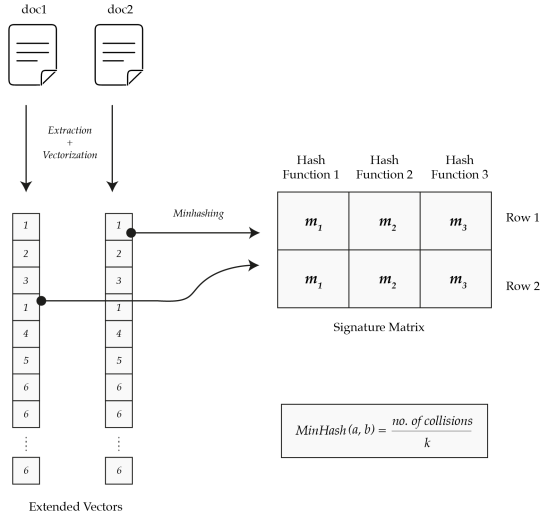 doc1
doc2
Extraction
+
Vectorization
1
2
3
1
4
5
6
6
6
1
2
3
1
4
5
6
6
6
Extended Vectors
Minhashing
Hash
Function 1
Hash
Function 2
Hash
Function 3
m1 m2 m3 Row 1
m1 m2 m3 Row 2
Signature Matrix
MinHash (a, b) = no. of collisions
k